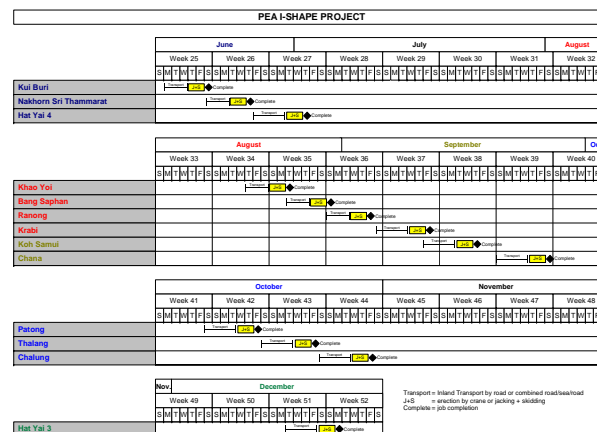 PEA I-SHAPE PROJECT
June July August
Week 25 Week 26 Week 27 Week 28 Week 29 Week 30 Week 31 Week 32
S M T W T F S S M T W T F S S M T W T F S S M T W T F S S M T W T F S S M T W T F S S M T W T F S S M T W T F
Kui Buri Transport J+S Complete
Nakhorn Sri Thammarat Transport J+S Complete
Hat Yai 4 Transport J+S Complete
August September Oc
Week 33 Week 34 Week 35 Week 36 Week 37 Week 38 Week 39 Week 40
S M T W T F S S M T W T F S S M T W T F S S M T W T F S S M T W T F S S M T W T F S S M T W T F S S M T W T F
Khao Yoi Transport J+S Complete
Bang Saphan Transport J+S Complete
Ranong Transport J+S Complete
Krabi Transport J+S Complete
Koh Samui Transport J+S Complete
Chana Transport J+S Complete
October November
Week 41 Week 42 Week 43 Week 44 Week 45 Week 46 Week 47 Week 48
S M T W T F S S M T W T F S S M T W T F S S M T W T F S S M T W T F S S M T W T F S S M T W T F S S M T W T F
Patong Transport J+S Complete
Thalang Transport J+S Complete
Chalung Transport J+S Complete
Nov. December
Week 49 Week 50 Week 51 Week 52
S M T W T F S S M T W T F S S M T W T F S S M T W T F S
Hat Yai 3 Transport J+S Complete
Transport = Inland Transport by road or combined road/sea/road
J+S = erection by crane or jacking + skidding
Complete = job completion